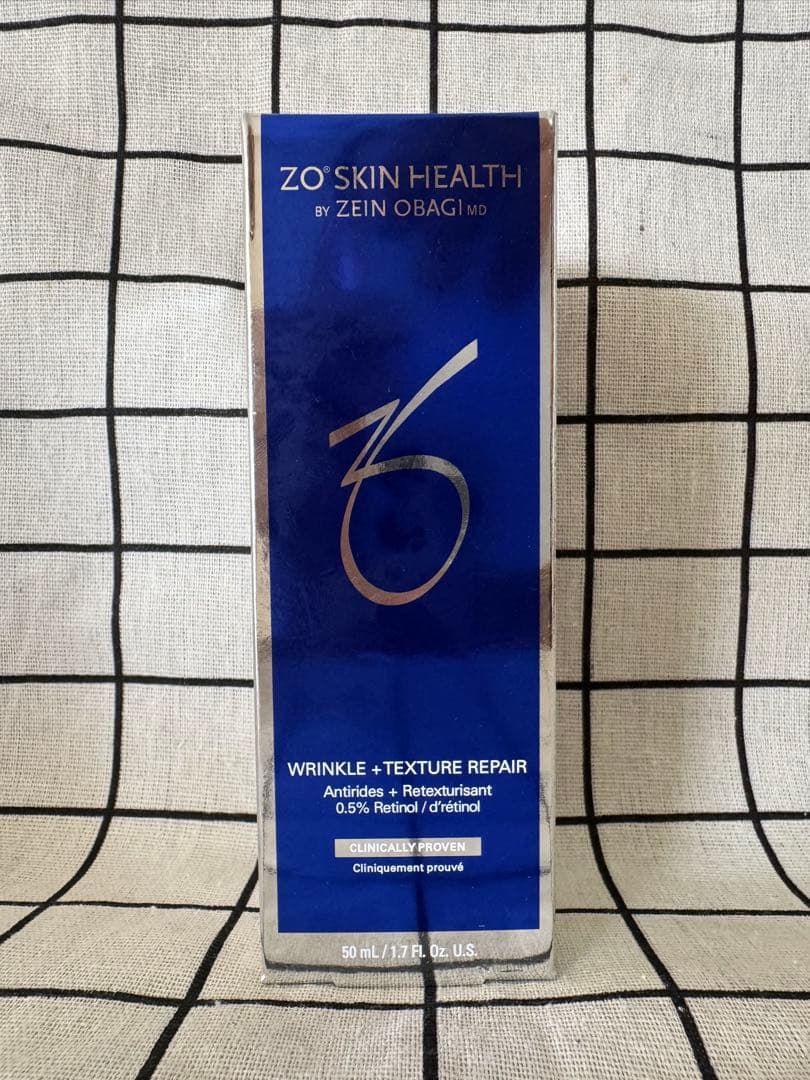 ZO® SKIN HEALTH
BY ZEIN OBAGI MD
WRINKLE + TEXTURE REPAIR
Antirides + Retexturisant
0.5% Retinol / d'rétinol
CLINICALLY PROVEN
Cliniquement prouvé
50 mL / 1.7 Fl. Oz. U.S.